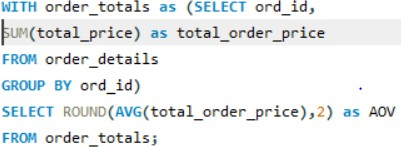 WITH order_totals as (SELECT ord_id,
SUM(total_price) as total_order_price
FROM order_details
GROUP BY ord_id)
SELECT ROUND(AVG(total_order_price),2) as AOV
FROM order_totals;